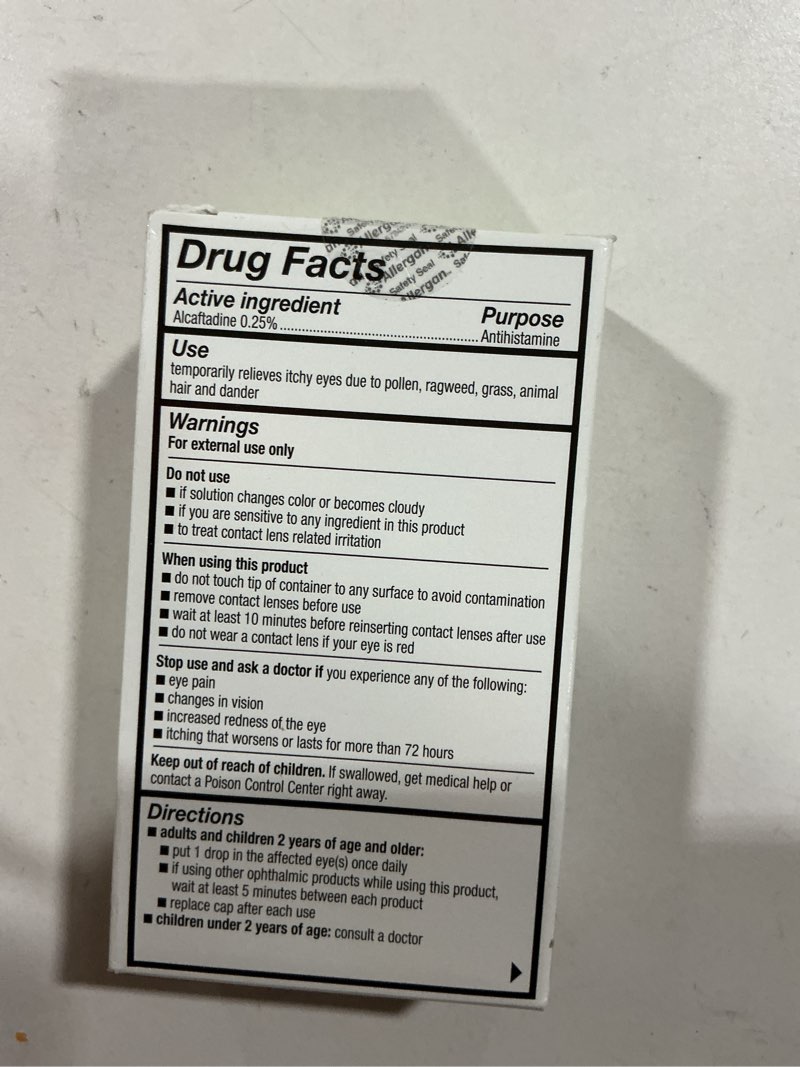 Drug Facts
Safety Seal
Allergan
Safety Seal
Allergan
Active ingredient
Purpose
Alcaftadine 0.25%........................................ Antihistamine
Use
temporarily relieves itchy eyes due to pollen, ragweed, grass, animal
hair and dander
Warnings
For external use only
Do not use
■ if solution changes color or becomes cloudy
■ if you are sensitive to any ingredient in this product
■ to treat contact lens related irritation
When using this product
■ do not touch tip of container to any surface to avoid contamination
■ remove contact lenses before use
■ wait at least 10 minutes before reinserting contact lenses after use
■ do not wear a contact lens if your eye is red
Stop use and ask a doctor if you experience any of the following:
■ eye pain
■ changes in vision
■ increased redness of the eye
■ itching that worsens or lasts for more than 72 hours
Keep out of reach of children. If swallowed, get medical help or
contact a Poison Control Center right away.
Directions
■ adults and children 2 years of age and older:
■ put 1 drop in the affected eye(s) once daily
■ if using other ophthalmic products while using this product,
wait at least 5 minutes between each product
■ replace cap after each use
■ children under 2 years of age: consult a doctor